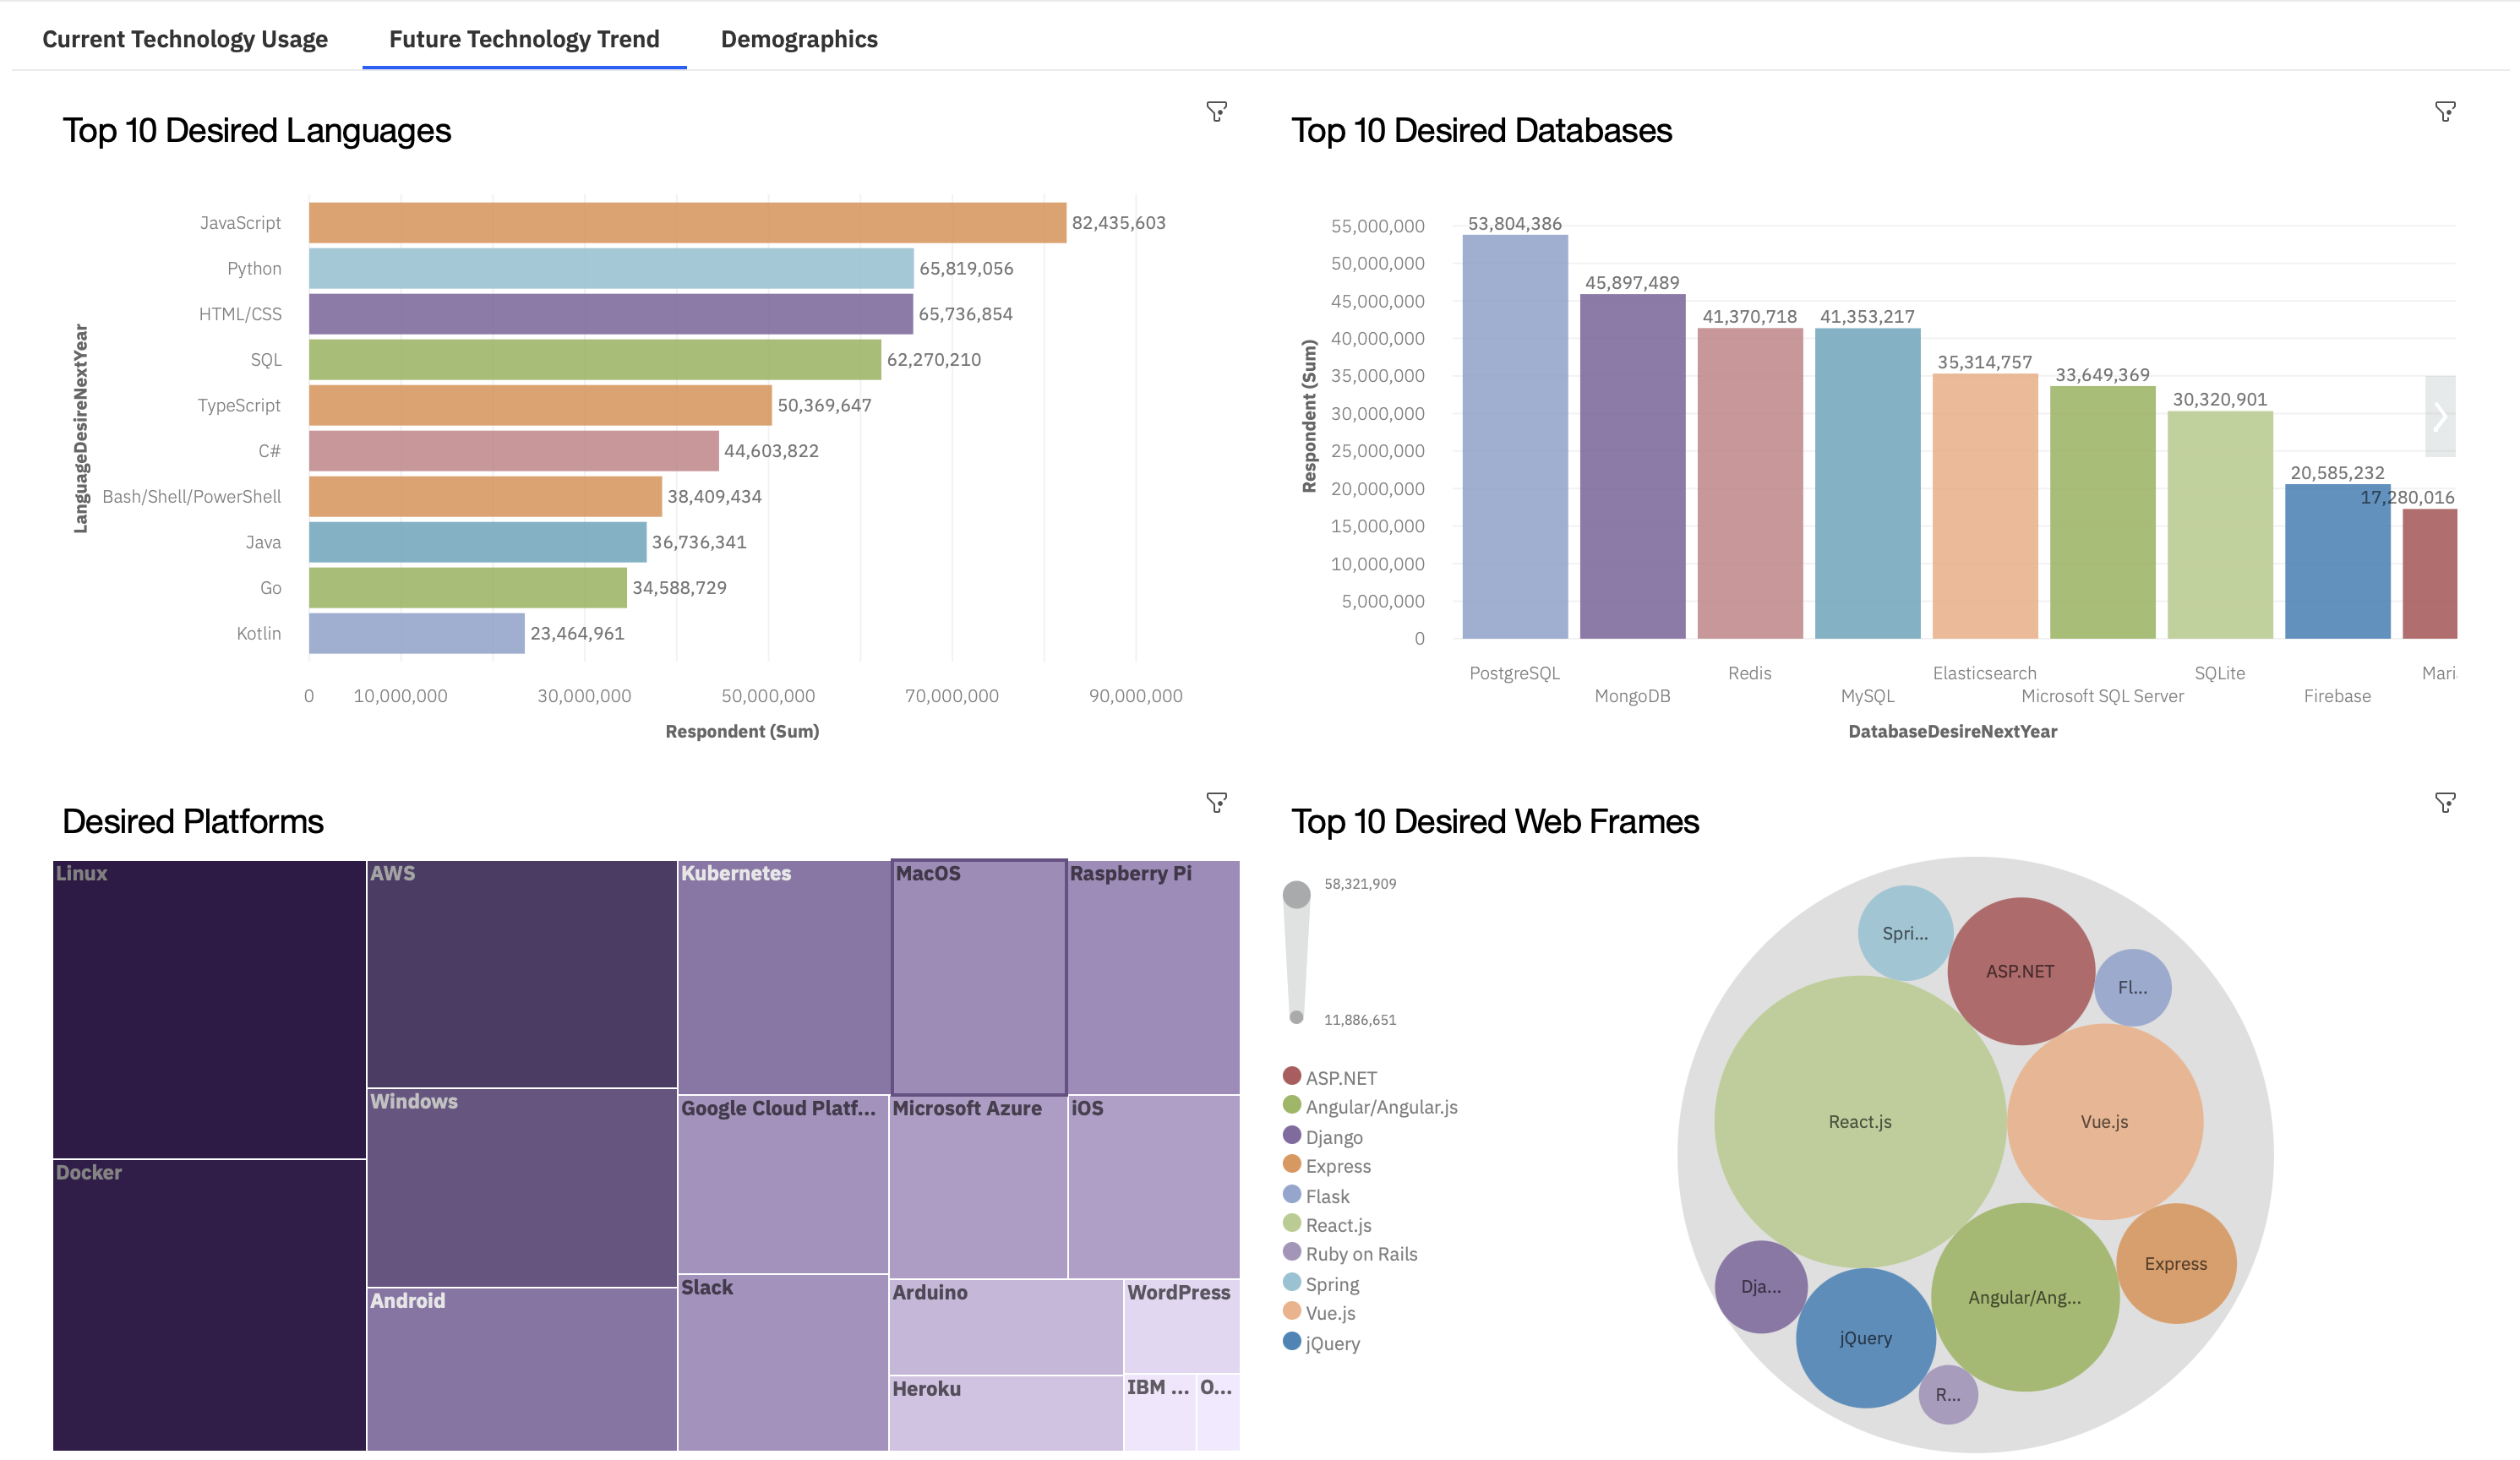 Current Technology Usage
Future Technology Trend
Demographics
Top 10 Desired Languages
LanguageDesireNextYear
JavaScript
82,435,603
Python
65,819,056
HTML/CSS
65,736,854
SQL
62,270,210
TypeScript
50,369,647
C#
44,603,822
Bash/Shell/PowerShell
38,409,434
Java
36,736,341
Go
34,588,729
Kotlin
23,464,961
0
10,000,000
30,000,000
50,000,000
70,000,000
90,000,000
Respondent (Sum)
Top 10 Desired Databases
Respondent (Sum)
55,000,000
50,000,000
45,000,000
40,000,000
35,000,000
30,000,000
25,000,000
20,000,000
15,000,000
10,000,000
5,000,000
0
53,804,386
45,897,489
41,370,718
41,353,217
35,314,757
33,649,369
30,320,901
20,585,232
17,280,016
PostgreSQL
MongoDB
Redis
MySQL
Elasticsearch
Microsoft SQL Server
SQLite
Firebase
Mari
DatabaseDesireNextYear
Desired Platforms
Linux
Docker
AWS
Windows
Android
Kubernetes
MacOS
Raspberry Pi
Google Cloud Platf...
Microsoft Azure
iOS
Slack
Arduino
WordPress
Heroku
IBM ...
O...
Top 10 Desired Web Frames
58,321,909
11,886,651
ASP.NET
Angular/Angular.js
Django
Express
Flask
React.js
Ruby on Rails
Spring
Vue.js
jQuery
Spri...
ASP.NET
Fl...
React.js
Vue.js
Express
Dja...
Angular/Ang...
jQuery
R...